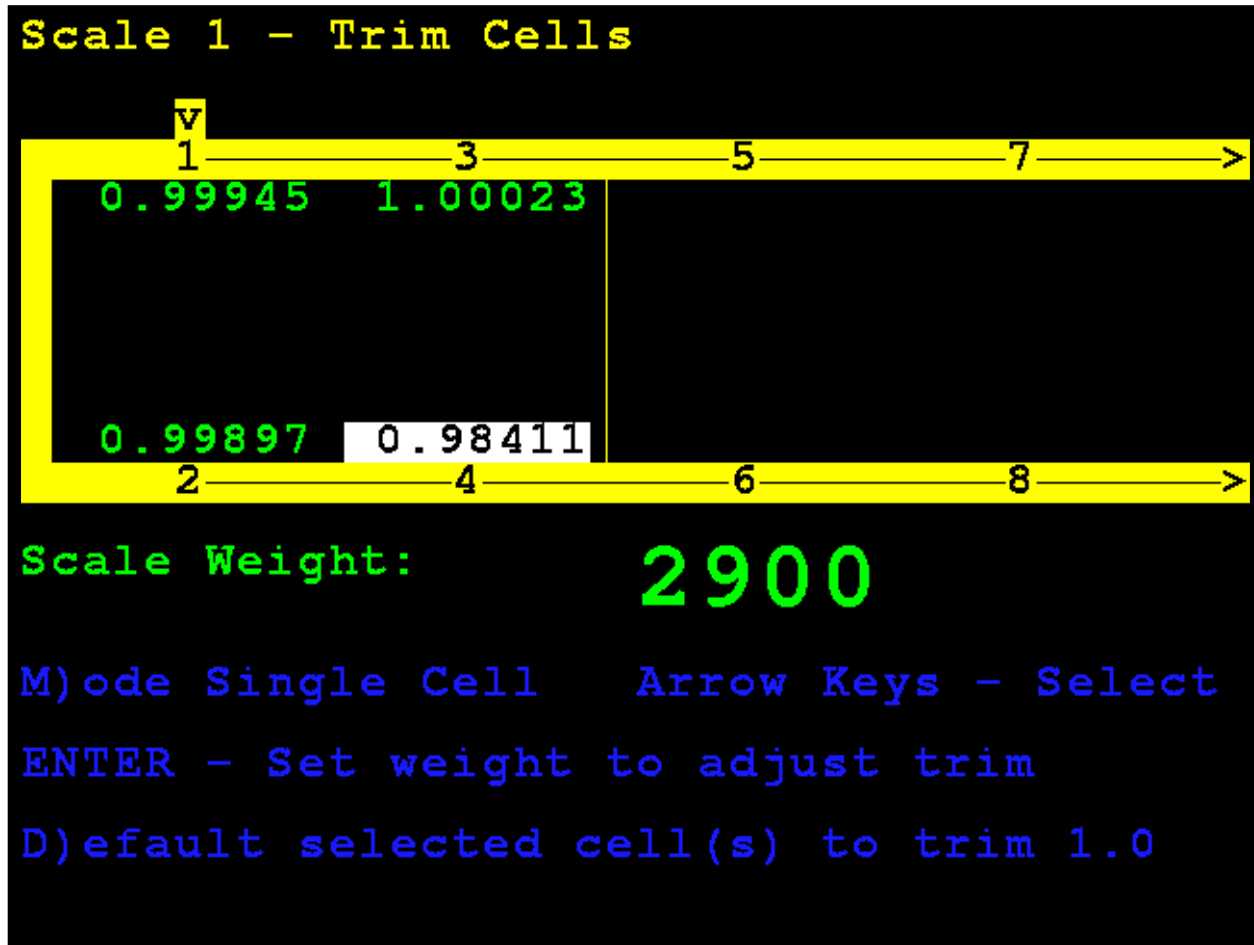 Scale 1 - Trim Cells
v
1 3 5 7 >
0.99945 1.00023
0.99897 0.98411
2 4 6 8 >
Scale Weight: 2900
M)ode Single Cell Arrow Keys - Select
ENTER - Set weight to adjust trim
D)efault selected cell(s) to trim 1.0